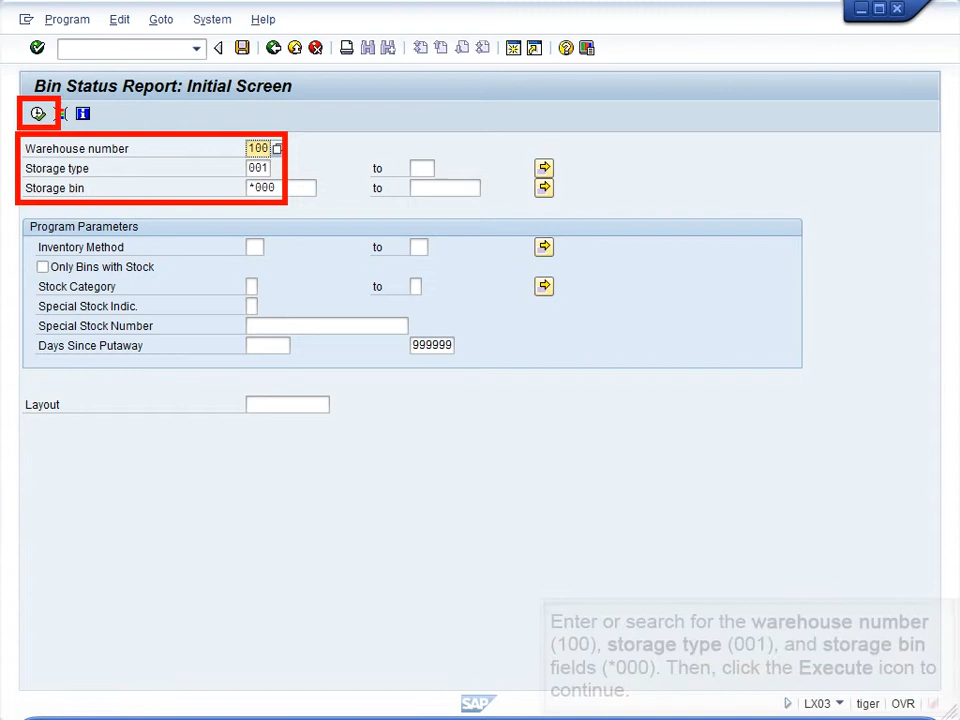 Program Edit Goto System Help
Bin Status Report: Initial Screen
Warehouse number 100
Storage type 001 to
Storage bin *000 to
Program Parameters
Inventory Method to
Only Bins with Stock
Stock Category to
Special Stock Indic.
Special Stock Number
Days Since Putaway 999999
Layout
Enter or search for the warehouse number
(100), storage type (001), and storage bin
fields (*000). Then, click the Execute icon to
continue.
SAP LX03 tiger OVR